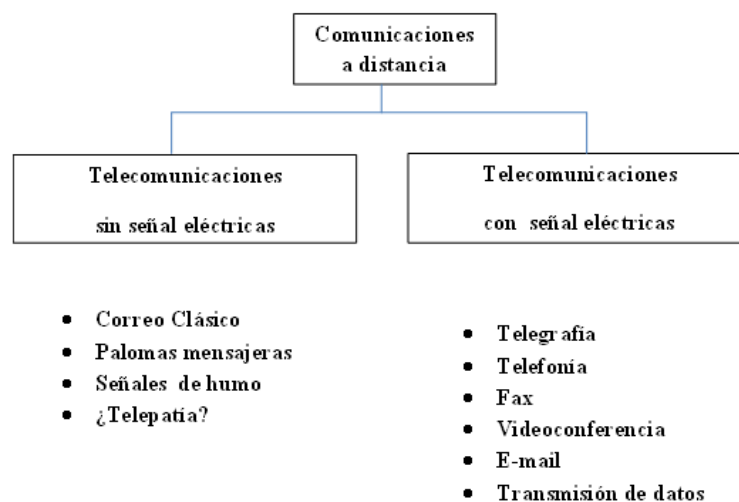 Comunicaciones
a distancia
Telecomunicaciones
sin señal eléctricas
Telecomunicaciones
con señal eléctricas
• Correo Clásico
• Palomas mensajeras
• Señales de humo
• ¿Telepatía?
• Telegrafía
• Telefonía
• Fax
• Videoconferencia
• E-mail
• Transmisión de datos